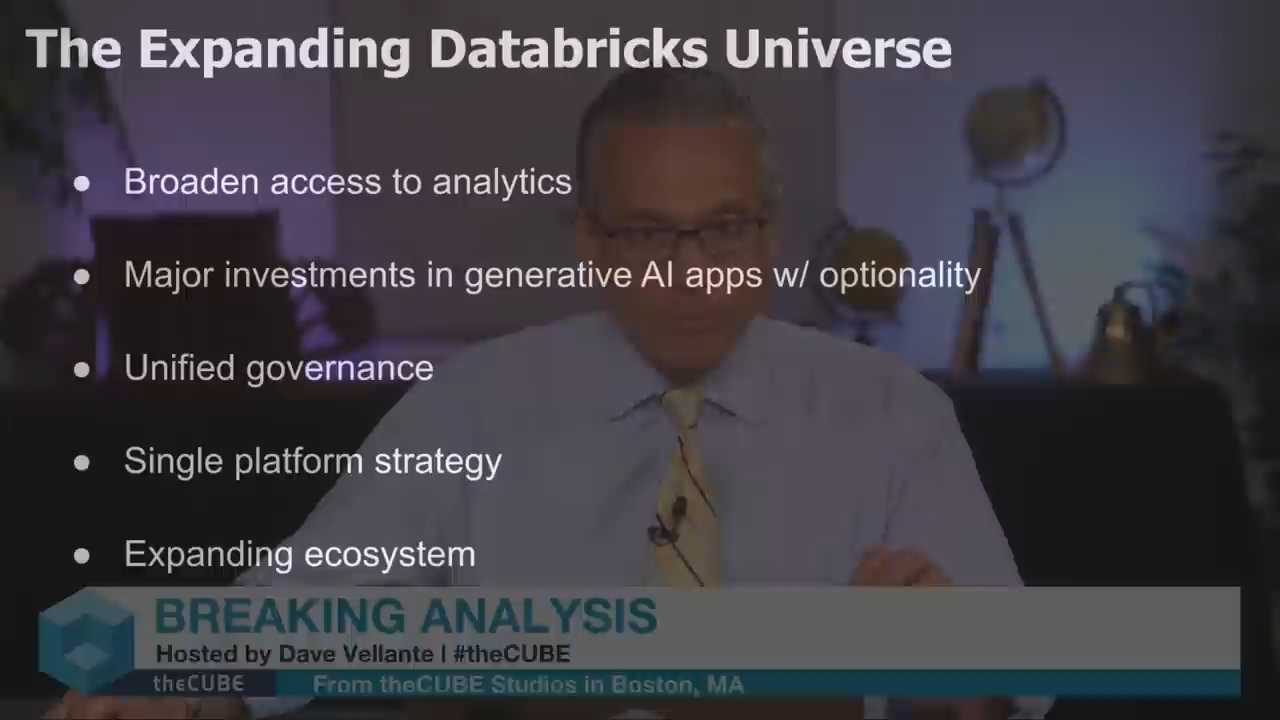 The Expanding Databricks Universe
● Broaden access to analytics
● Major investments in generative AI apps w/ optionality
● Unified governance
● Single platform strategy
● Expanding ecosystem
BREAKING ANALYSIS
Hosted by Dave Vellante | #theCUBE
theCUBE From theCUBE Studios in Boston, MA